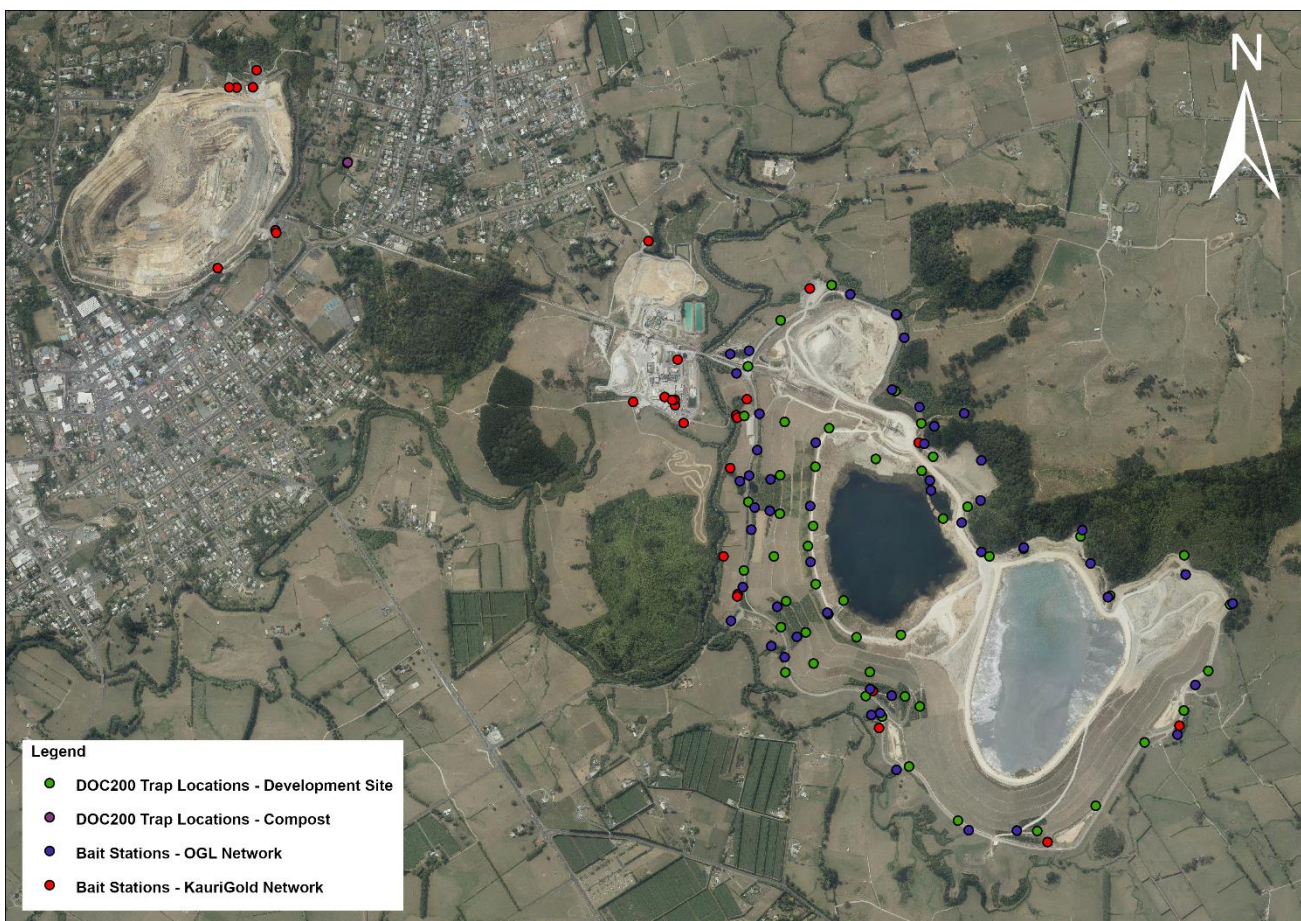 N
Legend
DOC200 Trap Locations - Development Site
DOC200 Trap Locations - Compost
Bait Stations - OGL Network
Bait Stations - KauriGold Network